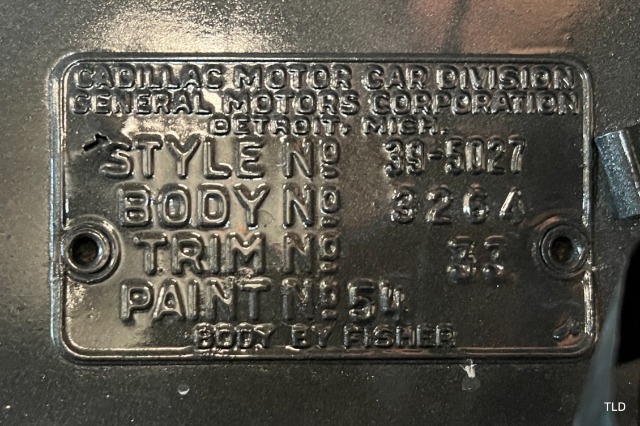 CADILLAC MOTOR CAR DIVISION
GENERAL MOTORS CORPORATION
DETROIT, MICH.
STYLE No 39-5027
BODY No 3264
TRIM No 33
PAINT No 54
BODY BY FISHER
TLD